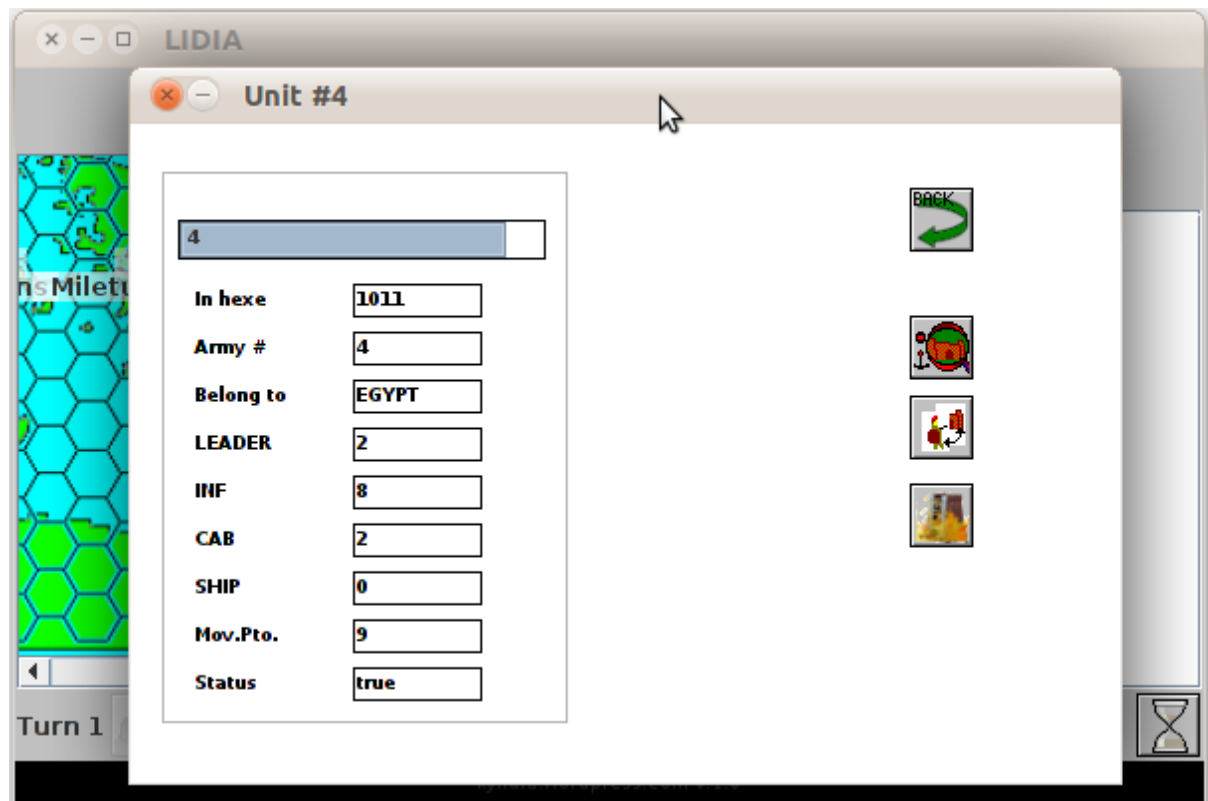 LIDIA
Unit #4
BACK
4
nsMiletu
In hexe 1011
Army # 4
Belong to EGYPT
LEADER 2
INF 8
CAB 2
SHIP 0
Mov.Pto. 9
Status true
Turn 1